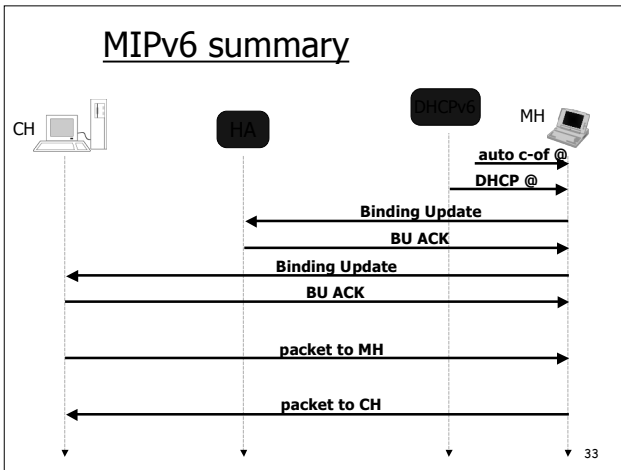 MIPv6 summary
CH
HA
DHCPv6
MH
auto c-of @
DHCP @
Binding Update
BU ACK
Binding Update
BU ACK
packet to MH
packet to CH
33